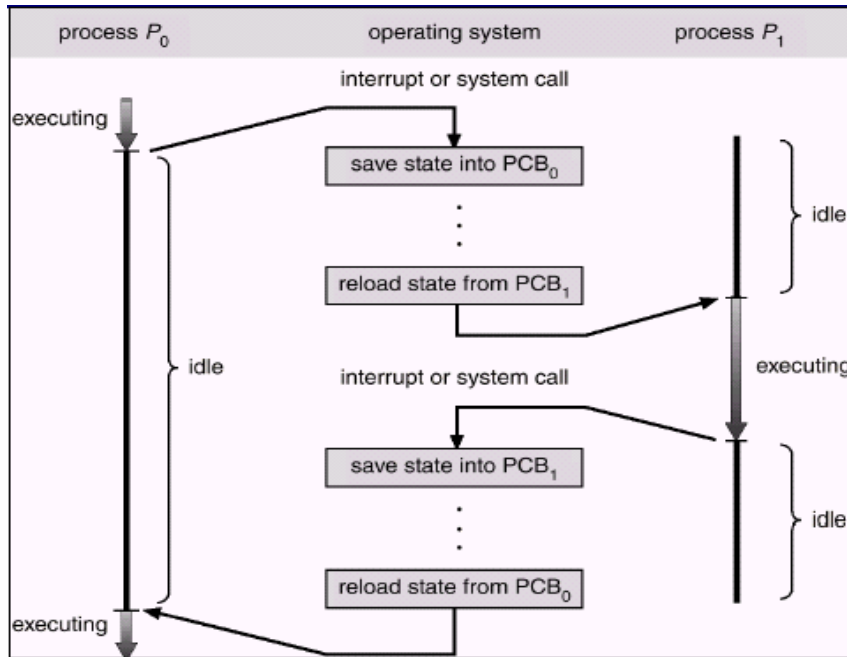 process P₀ operating system process P₁
interrupt or system call
executing
save state into PCB₀
idle
reload state from PCB₁
idle
interrupt or system call
executing
save state into PCB₁
idle
reload state from PCB₀
executing